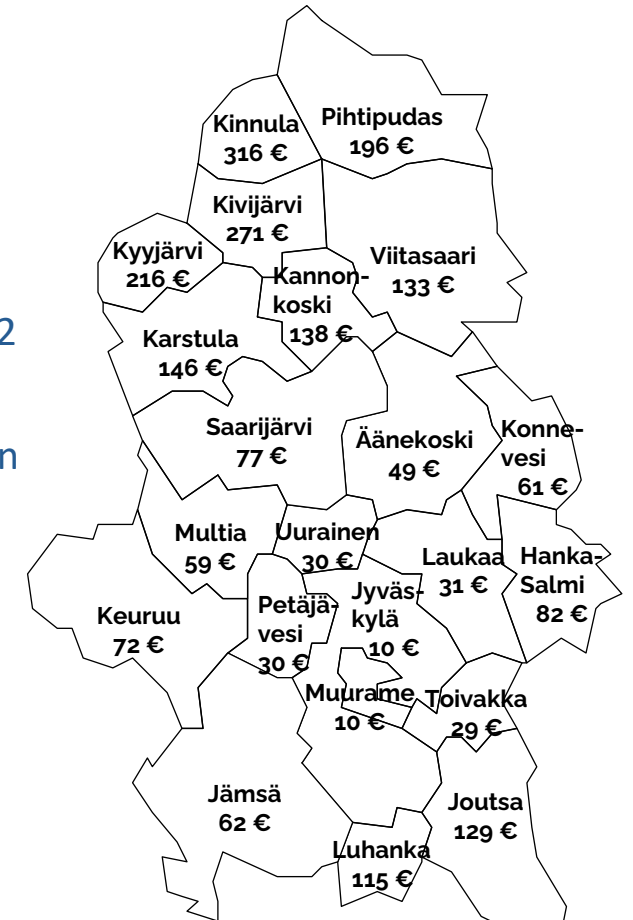 Kinnula
316 €
Pihtipudas
196 €
Kivijärvi
271 €
Kyyjärvi
216 €
Viitasaari
133 €
Kannon-
koski
138 €
2
Karstula
146 €
Saarijärvi
77 €
Äänekoski
49 €
Konne-
vesi
61 €
n
Multia
59 €
Uurainen
30 €
Laukaa
31 €
Hanka-
Salmi
82 €
Keuruu
72 €
Petäjä-
vesi
30 €
Jyväs-
kylä
10 €
Muurame
10 €
Toivakka
29 €
Jämsä
62 €
Joutsa
129 €
Luhanka
115 €